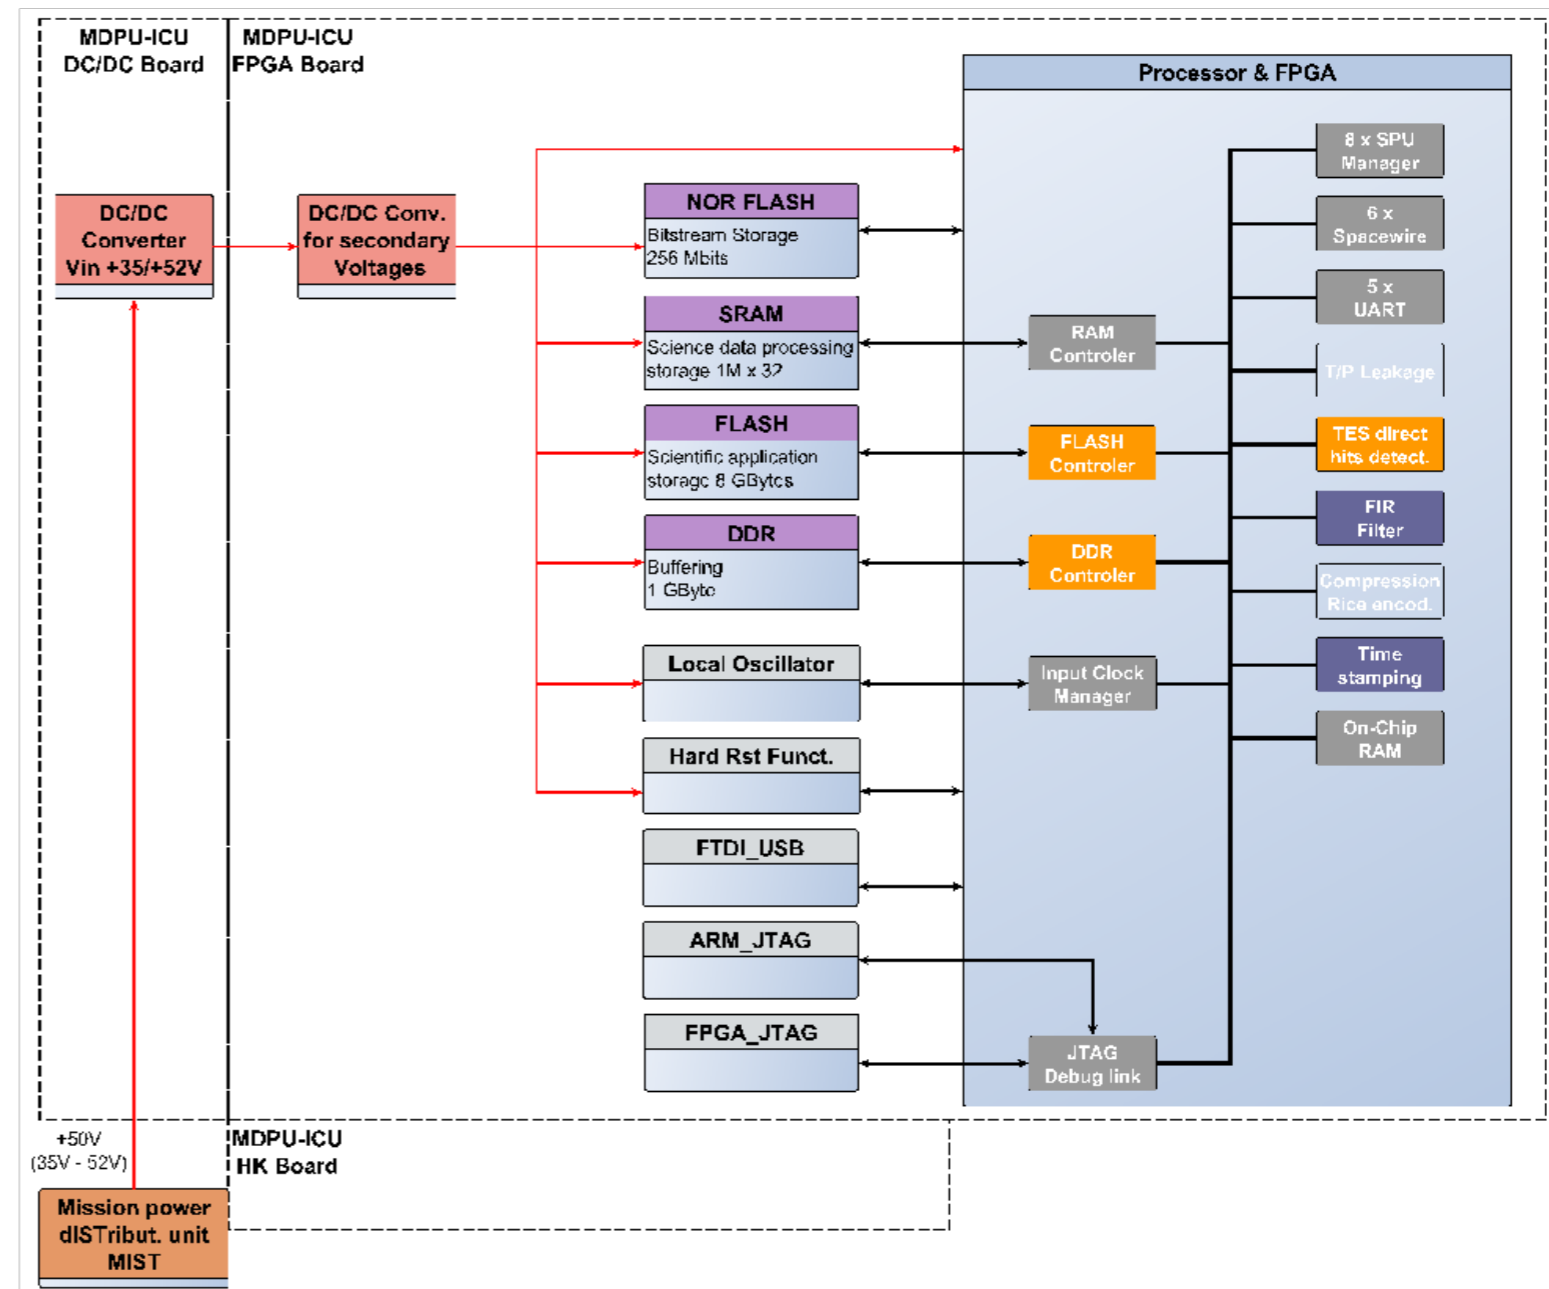 MDPU-ICU
DC/DC Board
MDPU-ICU
FPGA Board
Processor & FPGA
DC/DC
Converter
Vin +35/+52V
DC/DC Conv.
for secondary
Voltages
NOR FLASH
Bitstream Storage
256 Mbits
SRAM
Science data processing
storage 1M x 32
FLASH
Scientific application
storage 8 GBytes
DDR
Buffering
1 GByte
Local Oscillator
Hard Rst Funct.
FTDI_USB
ARM_JTAG
FPGA_JTAG
RAM
Controler
FLASH
Controler
DDR
Controler
Input Clock
Manager
JTAG
Debug link
8 x SPU
Manager
6 x
Spacewire
5 x
UART
T/P Leakage
TES direct
hits detect.
FIR
Filter
Compression
Rice encod.
Time
stamping
On-Chip
RAM
+50V
(35V - 52V)
MDPU-ICU
HK Board
Mission power
dISTribut. unit
MIST